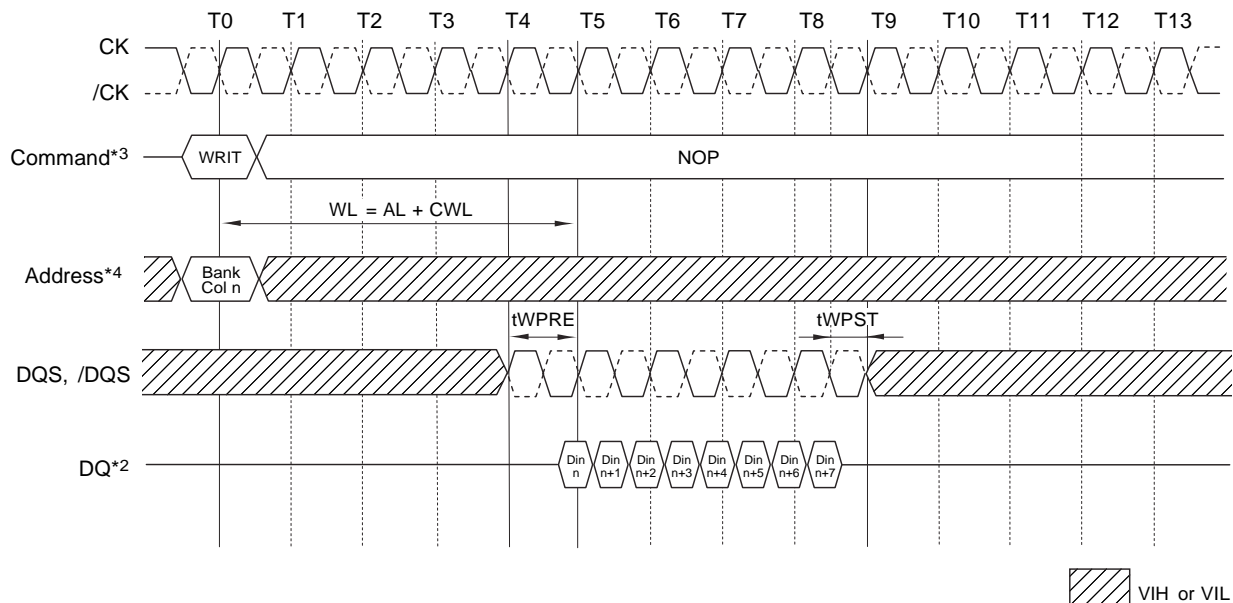 T0 T1 T2 T3 T4 T5 T6 T7 T8 T9 T10 T11 T12 T13
CK
/CK
Command*3 WRIT NOP
WL = AL + CWL
Address*4 Bank
Col n
tWPRE tWPST
DQS, /DQS
DQ*2 Din Din Din Din Din Din Din Din
n n+1 n+2 n+3 n+4 n+5 n+6 n+7
VIH or VIL